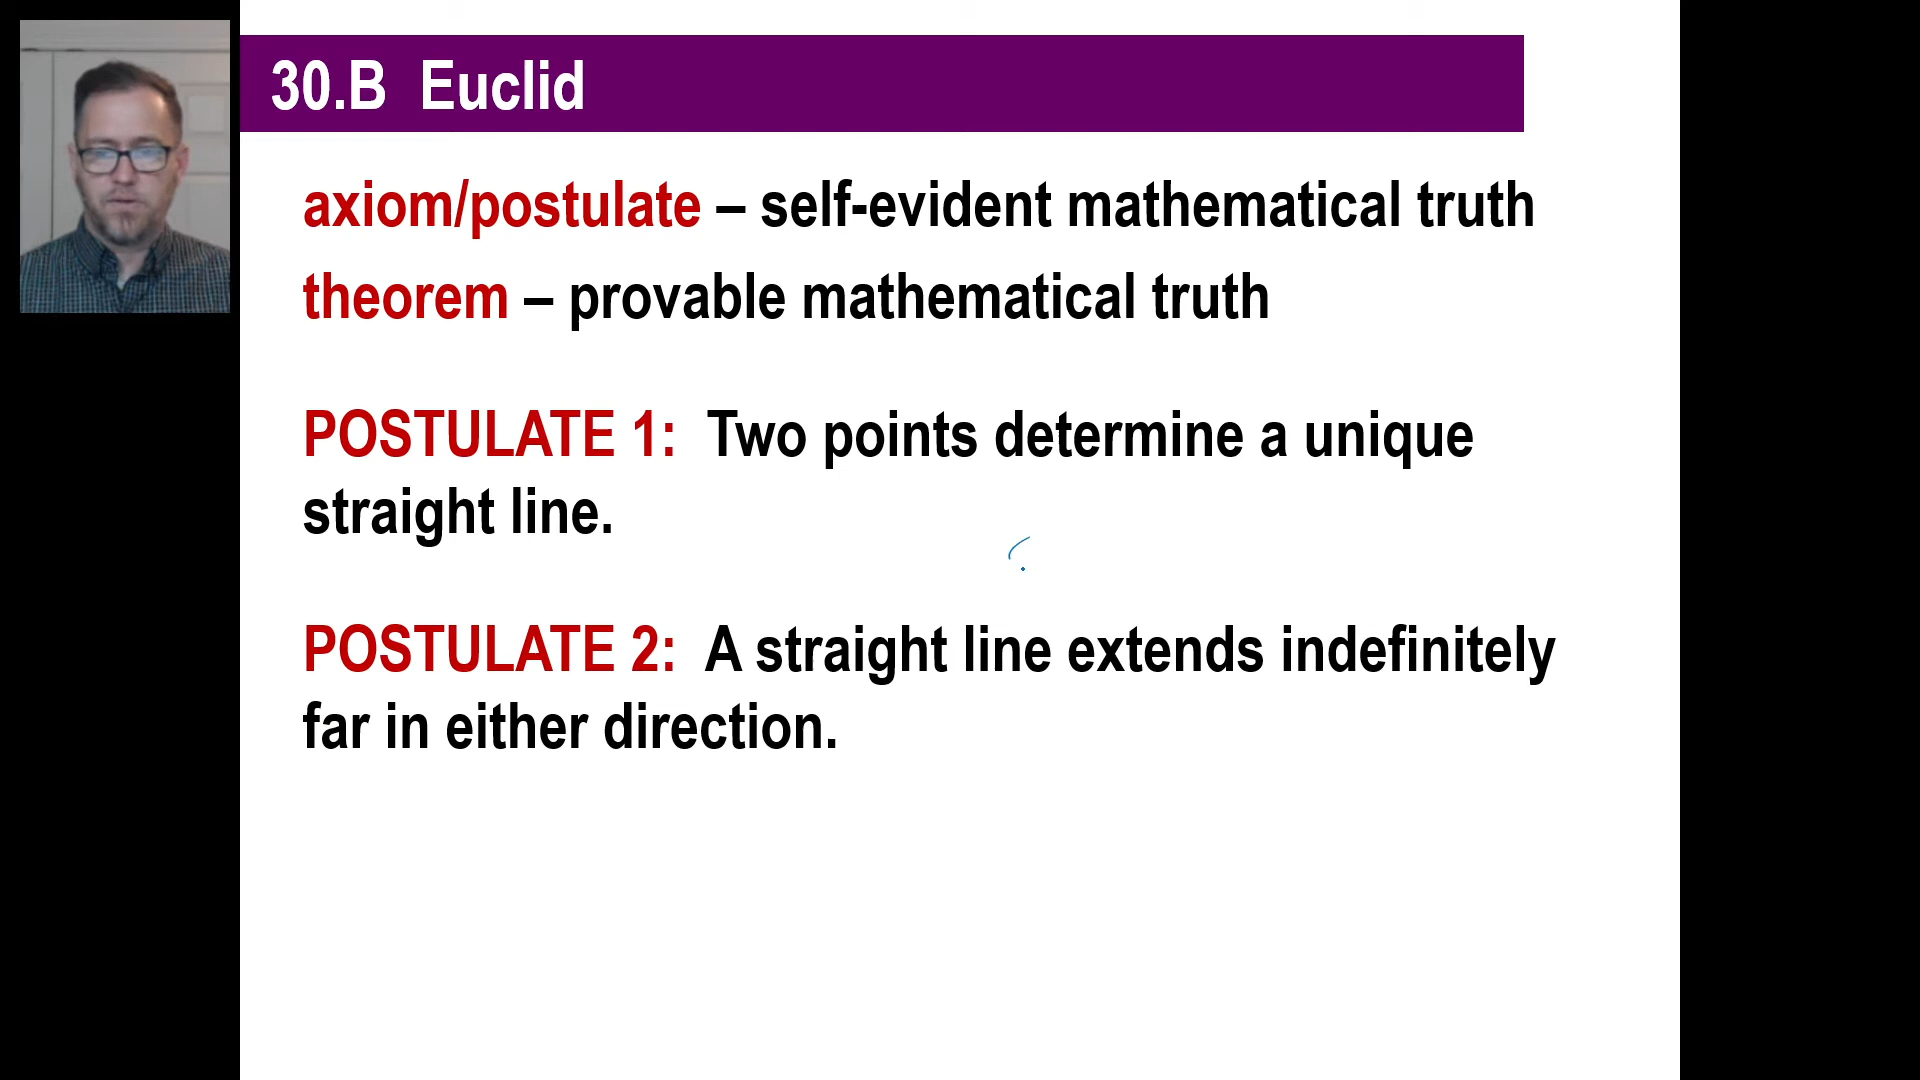 30.B Euclid
axiom/postulate – self-evident mathematical truth
theorem – provable mathematical truth
POSTULATE 1: Two points determine a unique
straight line.
POSTULATE 2: A straight line extends indefinitely
far in either direction.